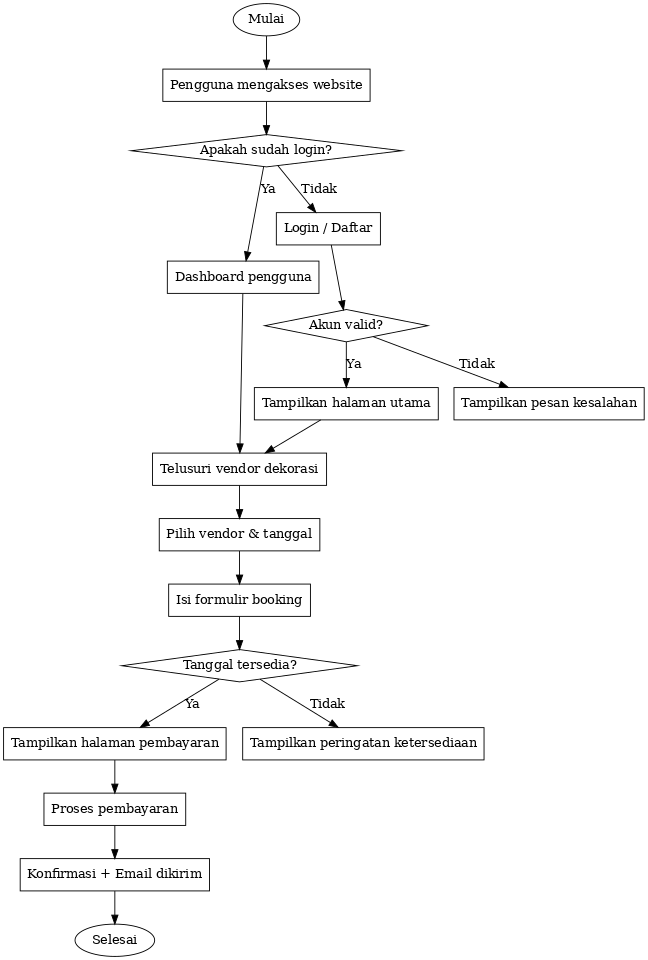 Mulai
Pengguna mengakses website
Apakah sudah login?
Ya
Tidak
Login / Daftar
Dashboard pengguna
Akun valid?
Ya
Tidak
Tampilkan halaman utama
Tampilkan pesan kesalahan
Telusuri vendor dekorasi
Pilih vendor & tanggal
Isi formulir booking
Tanggal tersedia?
Ya
Tidak
Tampilkan halaman pembayaran
Tampilkan peringatan ketersediaan
Proses pembayaran
Konfirmasi + Email dikirim
Selesai